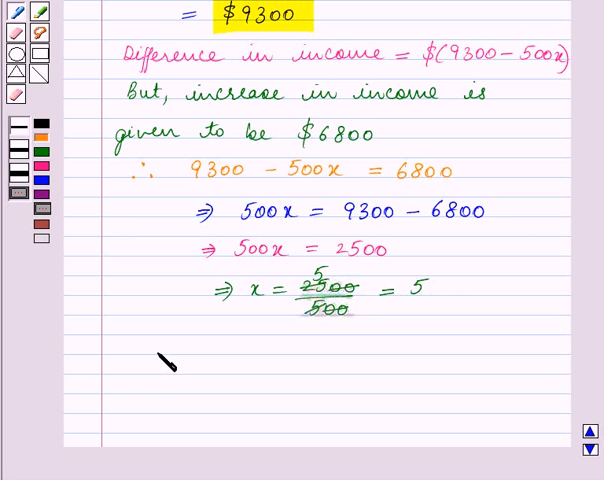 = $9300
Difference in income = $(9300 - 500x)
But, increase in income is
given to be $6800
∴ 9300 - 500x = 6800
⇒ 500x = 9300 - 6800
⇒ 500x = 2500
5
⇒ x = 2500/500 = 5